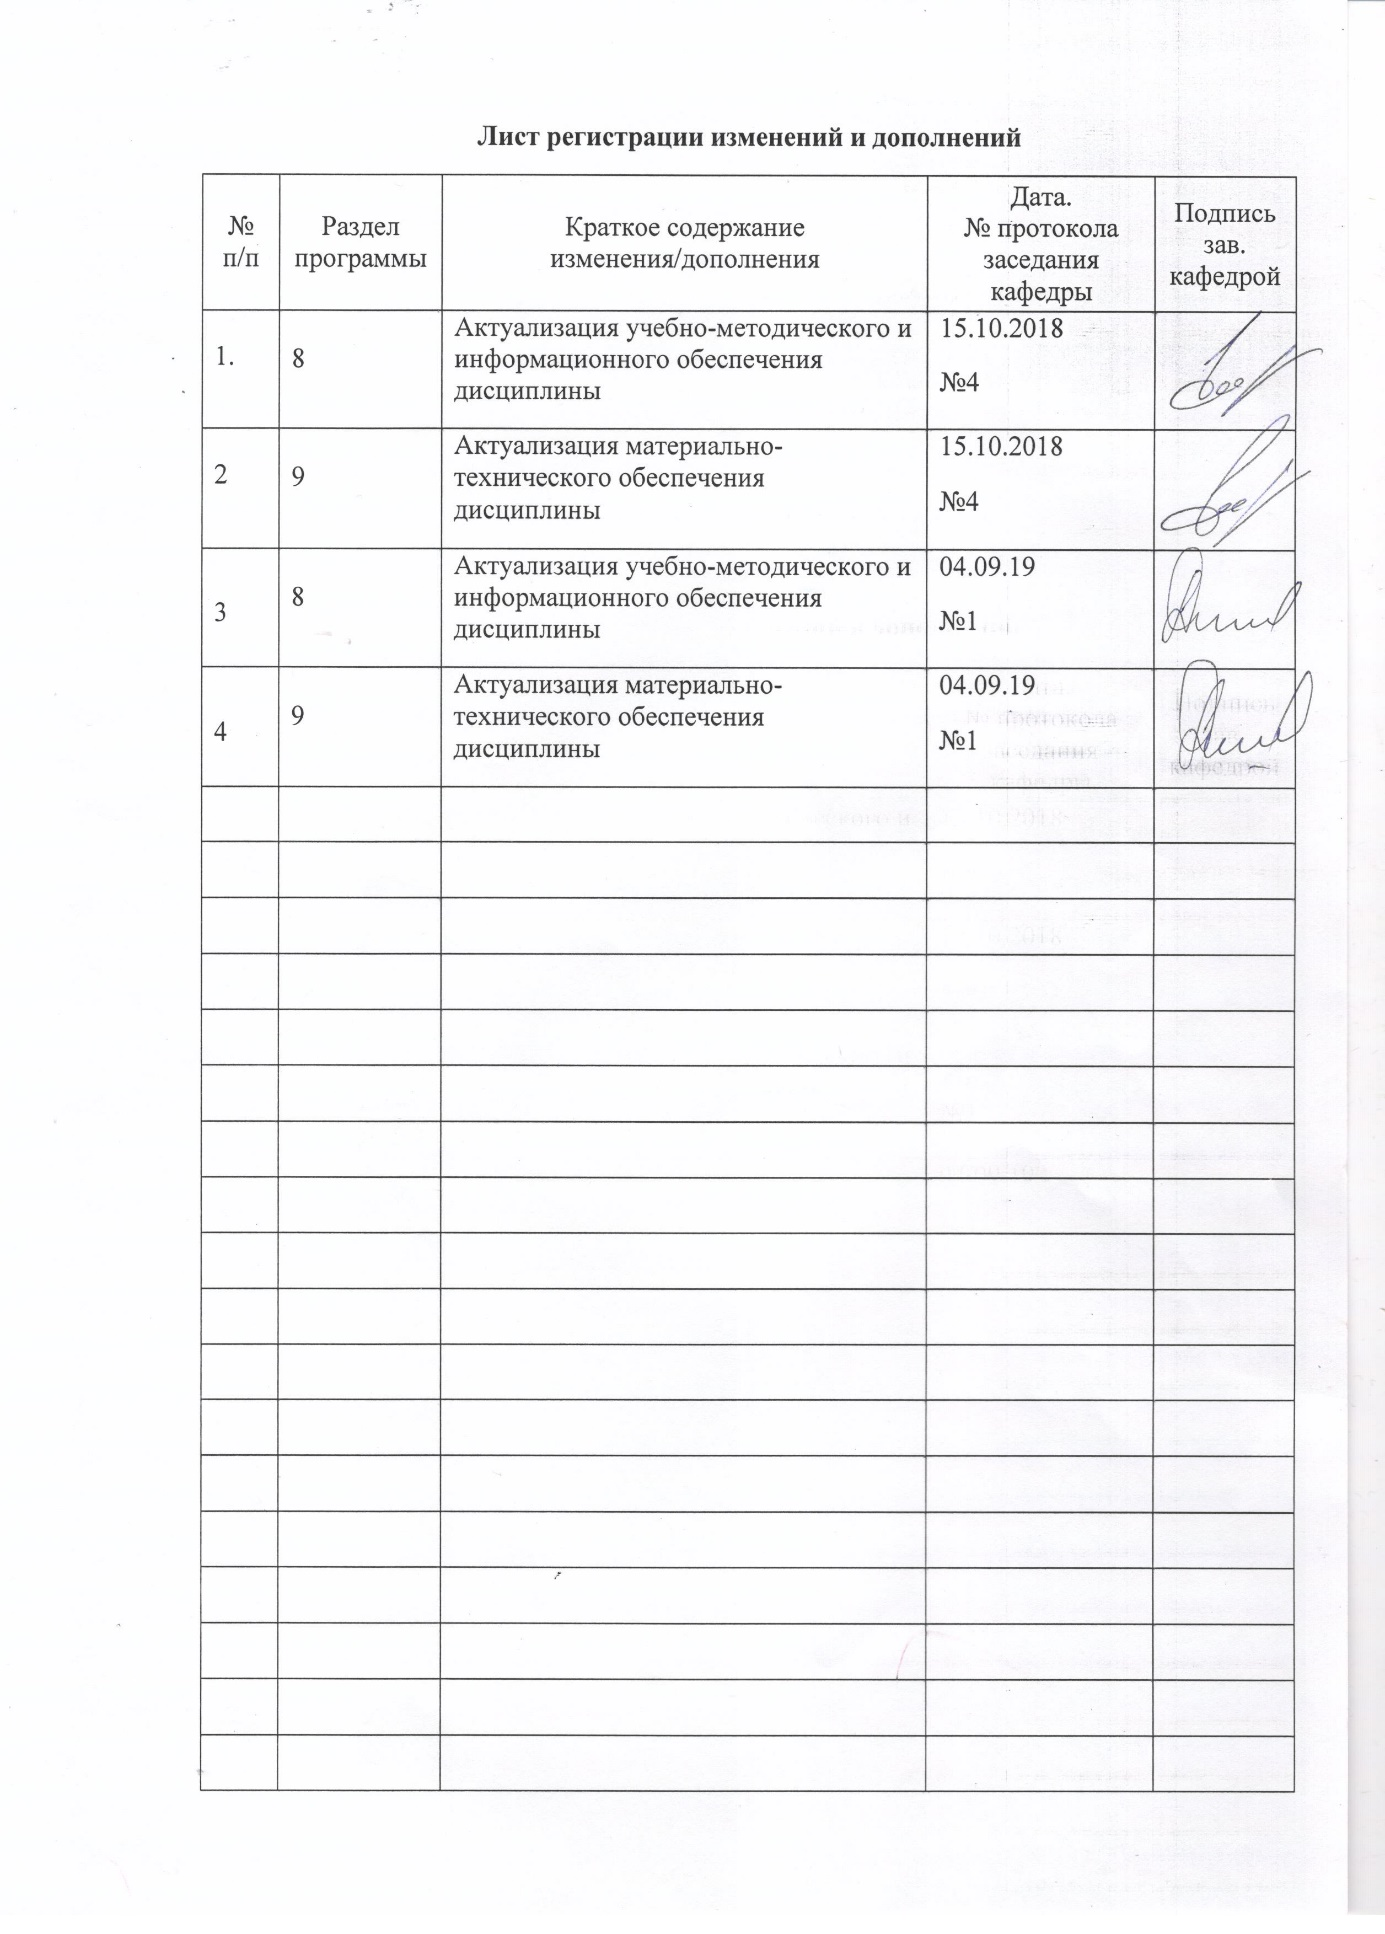 Лист регистрации изменений и дополнений
№
п/п
Раздел
программы
Краткое содержание
изменения/дополнения
Дата.
№ протокола
заседания
кафедры
Подпись
зав.
кафедрой
1.
8
Актуализация учебно-методического и
информационного обеспечения
дисциплины
15.10.2018
№4
2
9
Актуализация материально-
технического обеспечения
дисциплины
15.10.2018
№4
3
8
Актуализация учебно-методического и
информационного обеспечения
дисциплины
04.09.19
№1
4
9
Актуализация материально-
технического обеспечения
дисциплины
04.09.19
№1